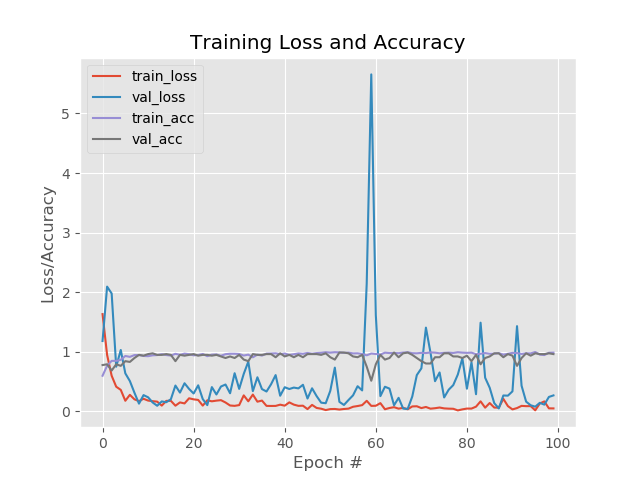 Training Loss and Accuracy
train_loss
val_loss
train_acc
val_acc
Loss/Accuracy
5
4
3
2
1
0
0 20 40 60 80 100
Epoch #